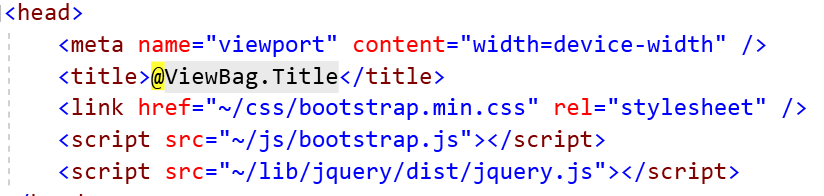 <head>
<meta name="viewport" content="width=device-width" />
<title>@ViewBag.Title</title>
<link href="~/css/bootstrap.min.css" rel="stylesheet" />
<script src="~/js/bootstrap.js"></script>
<script src="~/lib/jquery/dist/jquery.js"></script>